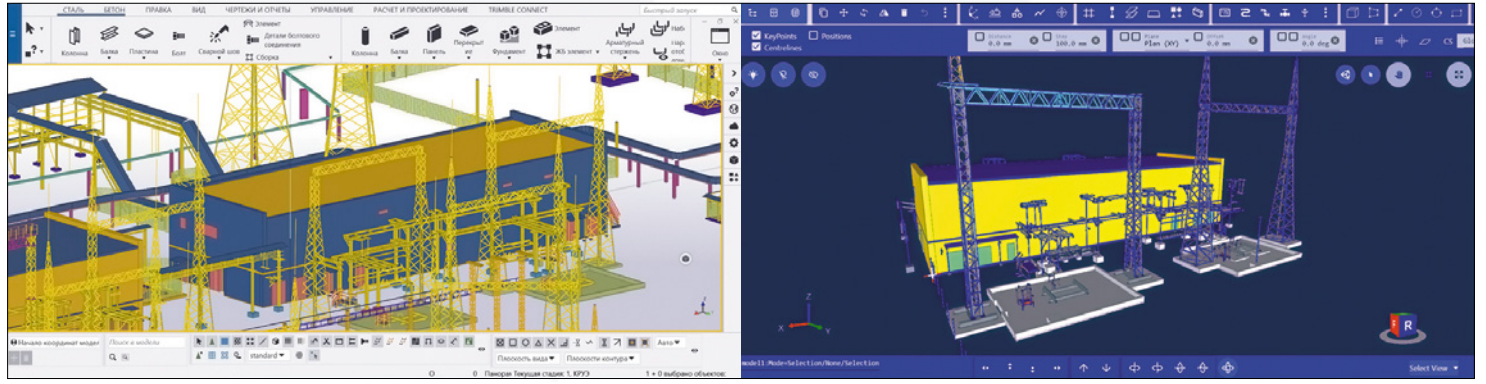 СТАЛЬ БЕТОН ПРАВКА ВИД ЧЕРТЕЖИ И ОТЧЕТЫ УПРАВЛЕНИЕ РАСЧЕТ И ПРОЕКТИРОВАНИЕ TRIMBLE CONNECT Быстрый запуск
Колонна Балка Пластина Болт Сварной шов
Элемент
Детали болтового
соединения
Сборка
Колонна Балка Панель Перекрыт
ие
Фундамент
Элемент
ЖБ элемент
Арматурный
стержень
Окно
Начало координат модел
Поиск в модели
standard
Авто
Плоскость вида
Плоскости контура
0 0 Панорам Текущая стадия: 1, КРУЭ 1 + 0 выбрано объектов:
KeyPoints Positions
Centrelines
Distance
0.0 mm
Step
100.0 mm
Plane
Plan (XY)
Offset
0.0 mm
Angle
0.0 deg
CS
Z
X
Y
R
model1:Mode=Selection/None/Selection
Select View